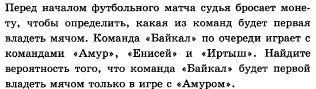 Перед началом футбольного матча судья бросает моне-
ту, чтобы определить, какая из команд будет первая
владеть мячом. Команда «Байкал» по очереди играет с
командами «Амур», «Енисей» и «Иртыш». Найдите
вероятность того, что команда «Байкал» будет первой
владеть мячом только в игре с «Амуром».